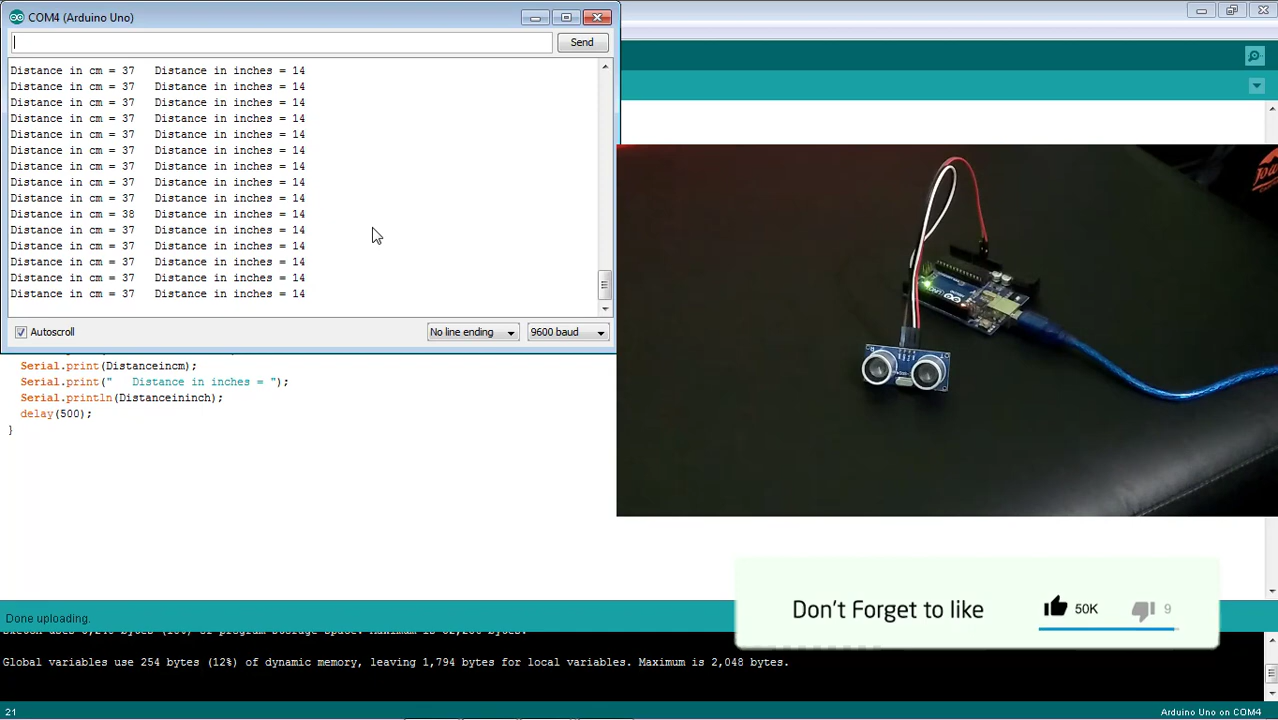 COM4 (Arduino Uno)
Send
Distance in cm = 37   Distance in inches = 14
Distance in cm = 37   Distance in inches = 14
Distance in cm = 37   Distance in inches = 14
Distance in cm = 37   Distance in inches = 14
Distance in cm = 37   Distance in inches = 14
Distance in cm = 37   Distance in inches = 14
Distance in cm = 37   Distance in inches = 14
Distance in cm = 37   Distance in inches = 14
Distance in cm = 37   Distance in inches = 14
Distance in cm = 38   Distance in inches = 14
Distance in cm = 37   Distance in inches = 14
Distance in cm = 37   Distance in inches = 14
Distance in cm = 37   Distance in inches = 14
Distance in cm = 37   Distance in inches = 14
Distance in cm = 37   Distance in inches = 14
Autoscroll
No line ending
9600 baud
Serial.print(Distanceincm);
Serial.print("   Distance in inches = ");
Serial.println(Distanceininch);
delay(500);
}
Don't Forget to like
50K
9
Done uploading.
Global variables use 254 bytes (12%) of dynamic memory, leaving 1,794 bytes for local variables. Maximum is 2,048 bytes.
21
Arduino Uno on COM4